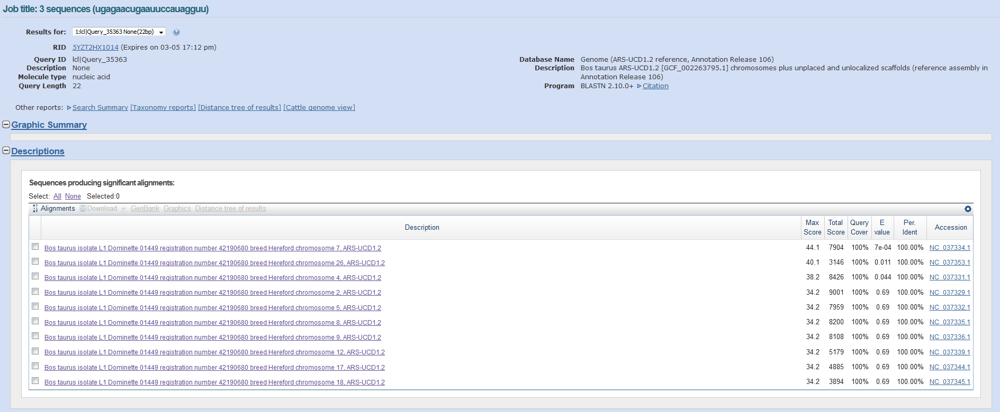 Job title: 3 sequences (ugagaacugaauuccauagguu)
Results for: 1:lcl|Query_35363 None(22bp)
RID 5YZT2HX1014 (Expires on 03-05 17:12 pm)
Query ID lcl|Query_35363
Description None
Molecule type nucleic acid
Query Length 22
Database Name Genome (ARS-UCD1.2 reference, Annotation Release 106)
Description Bos taurus ARS-UCD1.2 [GCF_002263795.1] chromosomes plus unplaced and unlocalized scaffolds (reference assembly in
Annotation Release 106)
Program BLASTN 2.10.0+ Citation
Other reports: Search Summary [Taxonomy reports] [Distance tree of results] [Cattle genome view]
Graphic Summary
Descriptions
Sequences producing significant alignments:
Select: All None Selected:0
Alignments Download GenBank Graphics Distance tree of results
Description Max Score Total Score Query Cover E value Per. Ident Accession
Bos taurus isolate L1 Dominette 01449 registration number 42190680 breed Hereford chromosome 7, ARS-UCD1.2 44.1 7904 100% 7e-04 100.00% NC_037334.1
Bos taurus isolate L1 Dominette 01449 registration number 42190680 breed Hereford chromosome 26, ARS-UCD1.2 40.1 3146 100% 0.011 100.00% NC_037353.1
Bos taurus isolate L1 Dominette 01449 registration number 42190680 breed Hereford chromosome 4, ARS-UCD1.2 38.2 8426 100% 0.044 100.00% NC_037331.1
Bos taurus isolate L1 Dominette 01449 registration number 42190680 breed Hereford chromosome 2, ARS-UCD1.2 34.2 9001 100% 0.69 100.00% NC_037329.1
Bos taurus isolate L1 Dominette 01449 registration number 42190680 breed Hereford chromosome 5, ARS-UCD1.2 34.2 7959 100% 0.69 100.00% NC_037332.1
Bos taurus isolate L1 Dominette 01449 registration number 42190680 breed Hereford chromosome 8, ARS-UCD1.2 34.2 8200 100% 0.69 100.00% NC_037335.1
Bos taurus isolate L1 Dominette 01449 registration number 42190680 breed Hereford chromosome 9, ARS-UCD1.2 34.2 8108 100% 0.69 100.00% NC_037336.1
Bos taurus isolate L1 Dominette 01449 registration number 42190680 breed Hereford chromosome 12, ARS-UCD1.2 34.2 5179 100% 0.69 100.00% NC_037339.1
Bos taurus isolate L1 Dominette 01449 registration number 42190680 breed Hereford chromosome 17, ARS-UCD1.2 34.2 4885 100% 0.69 100.00% NC_037344.1
Bos taurus isolate L1 Dominette 01449 registration number 42190680 breed Hereford chromosome 18, ARS-UCD1.2 34.2 3894 100% 0.69 100.00% NC_037345.1